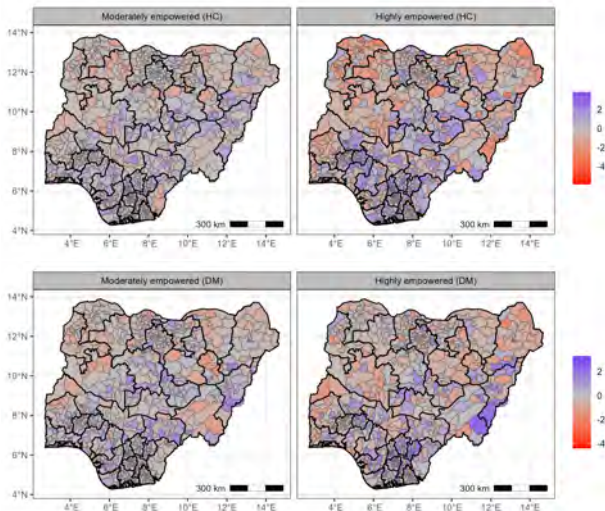 Moderately empowered (HC)
Highly empowered (HC)
14°N
12°N
10°N
8°N
6°N
4°N
300 km
300 km
4°E
6°E
8°E
10°E
12°E
14°E
4°E
6°E
8°E
10°E
12°E
14°E
2
0
-2
-4
Moderately empowered (DM)
Highly empowered (DM)
14°N
12°N
10°N
8°N
6°N
4°N
300 km
300 km
4°E
6°E
8°E
10°E
12°E
14°E
4°E
6°E
8°E
10°E
12°E
14°E
2
0
-2
-4